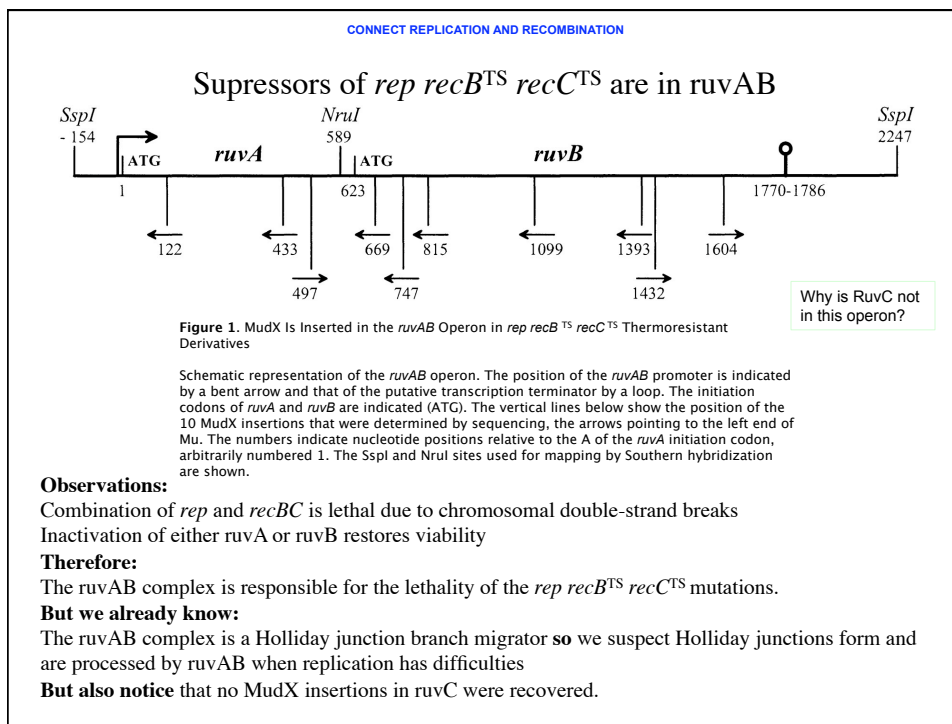 CONNECT REPLICATION AND RECOMBINATION
Supressors of rep recBTS recCTS are in ruvAB
SspI NruI SspI
- 154 589 2247
ATG ruvA ATG ruvB
1 623 1770-1786
122 433 669 815 1099 1393 1604
497 747 1432
Why is RuvC not
in this operon?
Figure 1. MudX Is Inserted in the ruvAB Operon in rep recB TS recC TS Thermoresistant
Derivatives
Schematic representation of the ruvAB operon. The position of the ruvAB promoter is indicated
by a bent arrow and that of the putative transcription terminator by a loop. The initiation
codons of ruvA and ruvB are indicated (ATG). The vertical lines below show the position of the
10 MudX insertions that were determined by sequencing, the arrows pointing to the left end of
Mu. The numbers indicate nucleotide positions relative to the A of the ruvA initiation codon,
arbitrarily numbered 1. The SspI and NruI sites used for mapping by Southern hybridization
are shown.
Observations:
Combination of rep and recBC is lethal due to chromosomal double-strand breaks
Inactivation of either ruvA or ruvB restores viability
Therefore:
The ruvAB complex is responsible for the lethality of the rep recBTS recCTS mutations.
But we already know:
The ruvAB complex is a Holliday junction branch migrator so we suspect Holliday junctions form and
are processed by ruvAB when replication has difficulties
But also notice that no MudX insertions in ruvC were recovered.